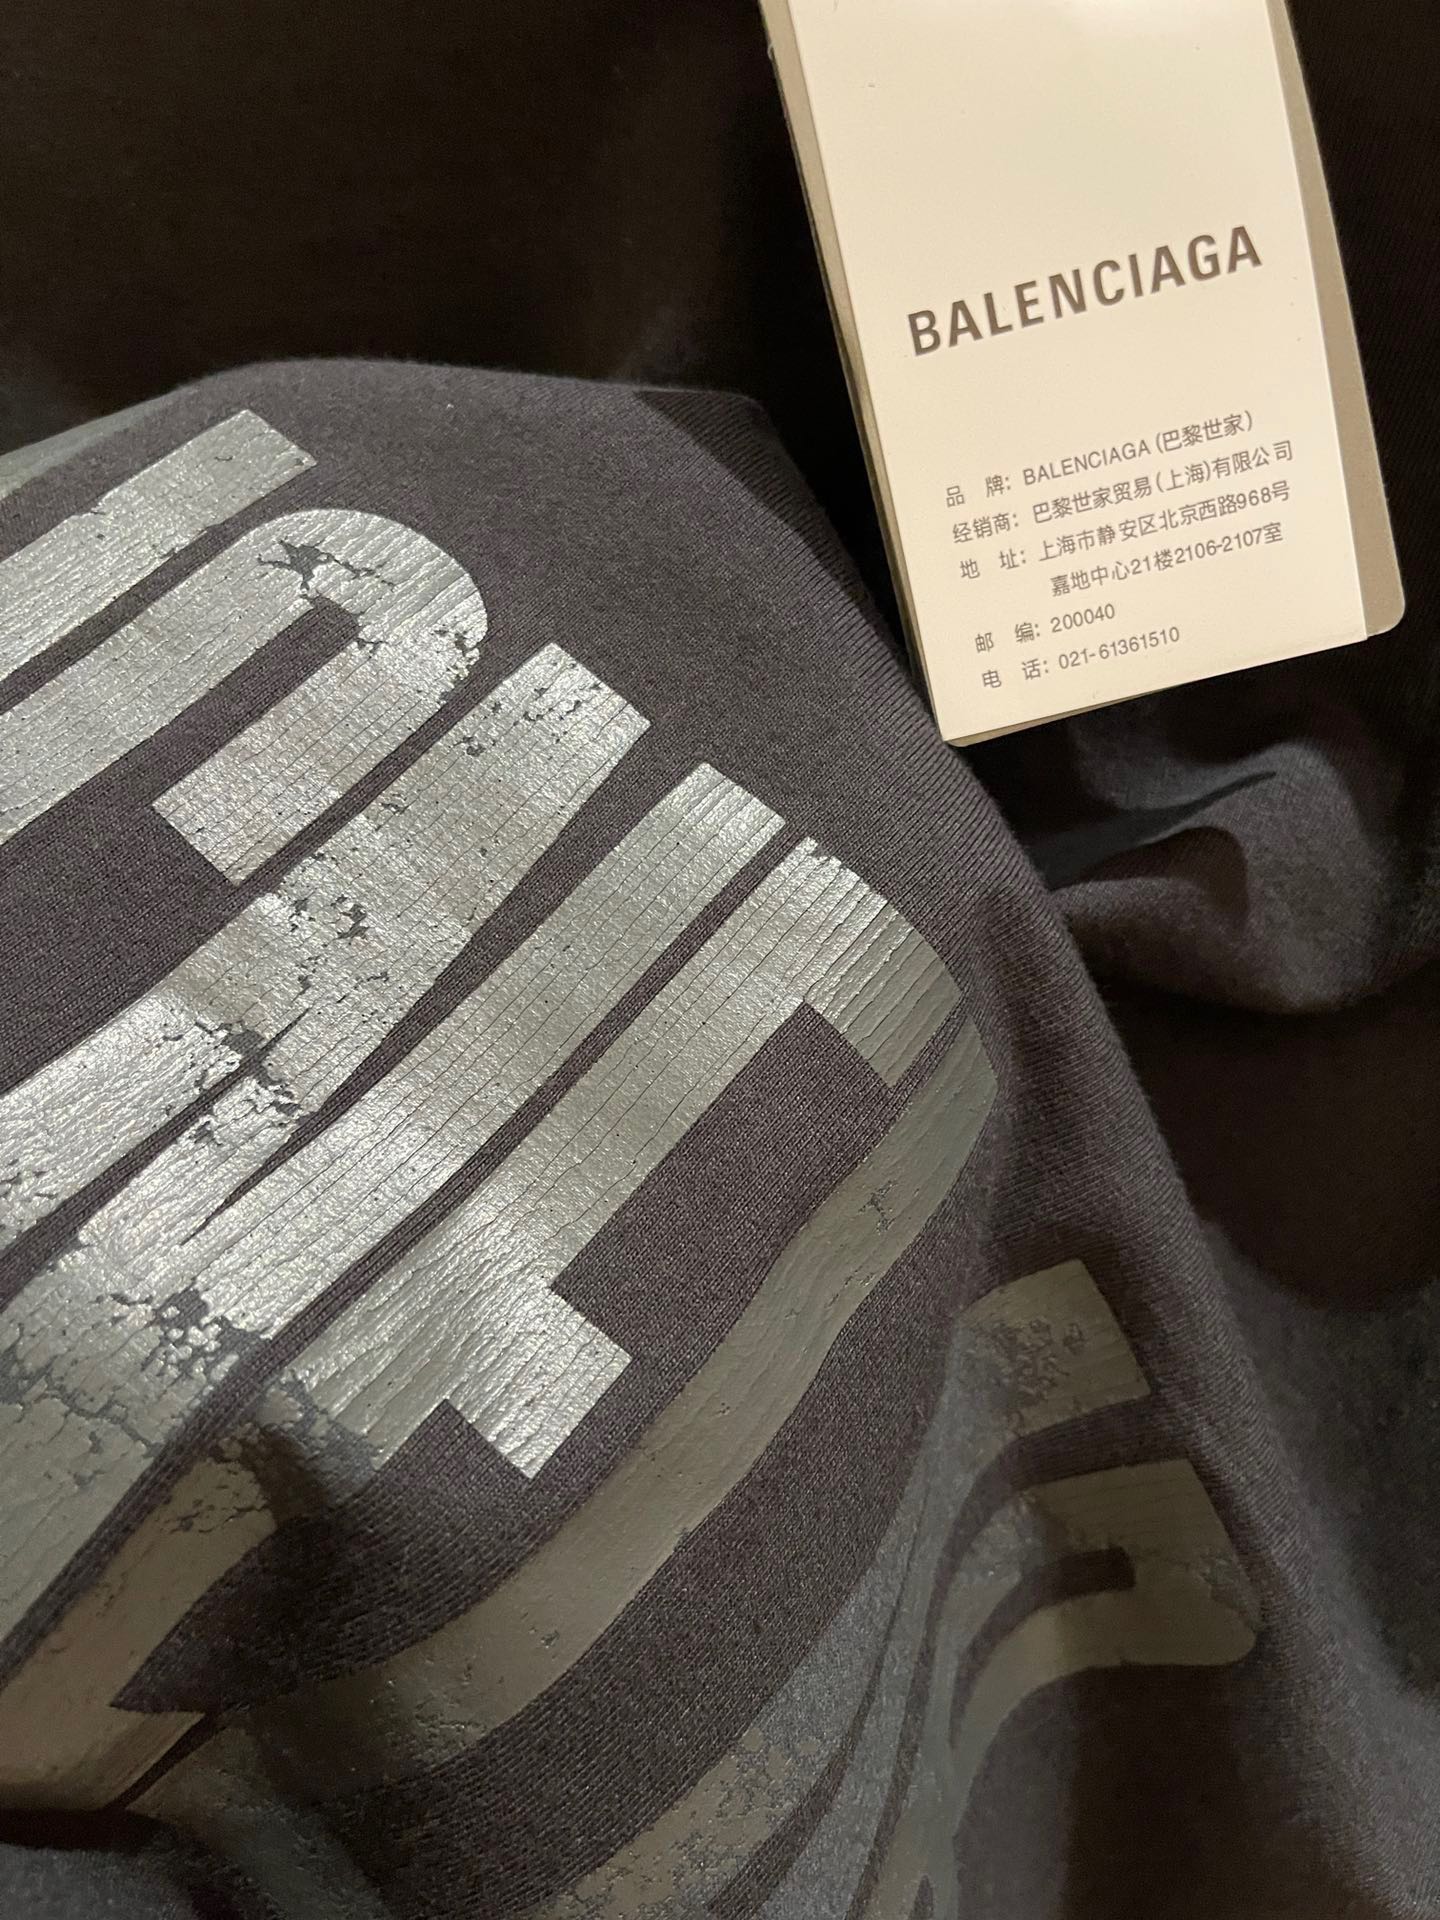 BALENCIAGA
品 牌: BALENCIAGA (巴黎世家)
经销商: 巴黎世家贸易(上海)有限公司
地 址: 上海市静安区北京西路968号
嘉地中心21楼2106-2107室
邮 编: 200040
电 话: 021-61361510